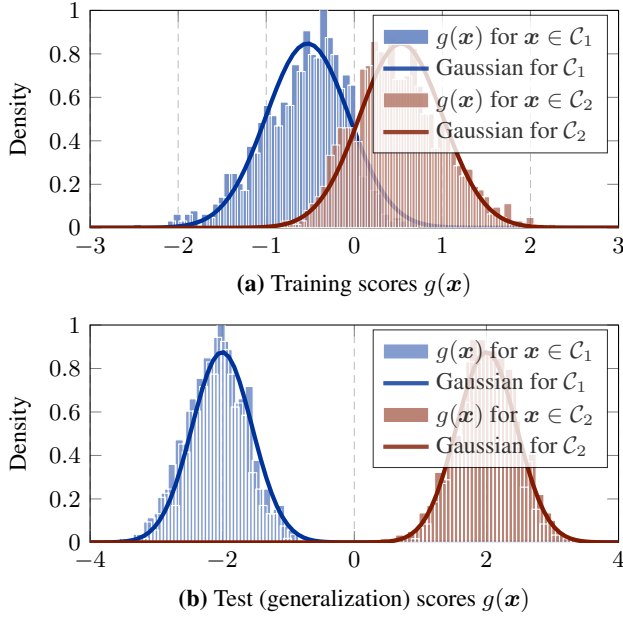 1
0.8
0.6
0.4
0.2
0
Density
g(x) for x ∈ C₁
Gaussian for C₁
g(x) for x ∈ C₂
Gaussian for C₂
−3 −2 −1 0 1 2 3
(a) Training scores g(x)
1
0.8
0.6
0.4
0.2
0
Density
g(x) for x ∈ C₁
Gaussian for C₁
g(x) for x ∈ C₂
Gaussian for C₂
−4 −2 0 2 4
(b) Test (generalization) scores g(x)